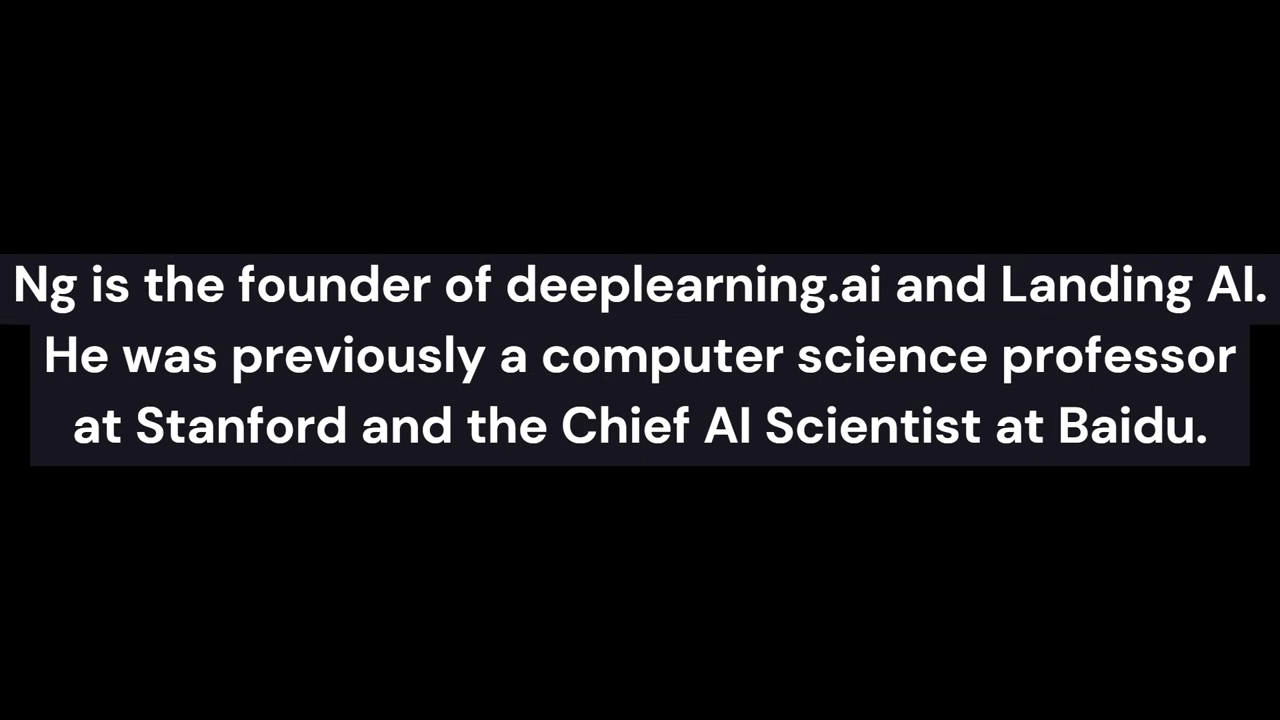 Ng is the founder of deeplearning.ai and Landing AI.
He was previously a computer science professor
at Stanford and the Chief AI Scientist at Baidu.